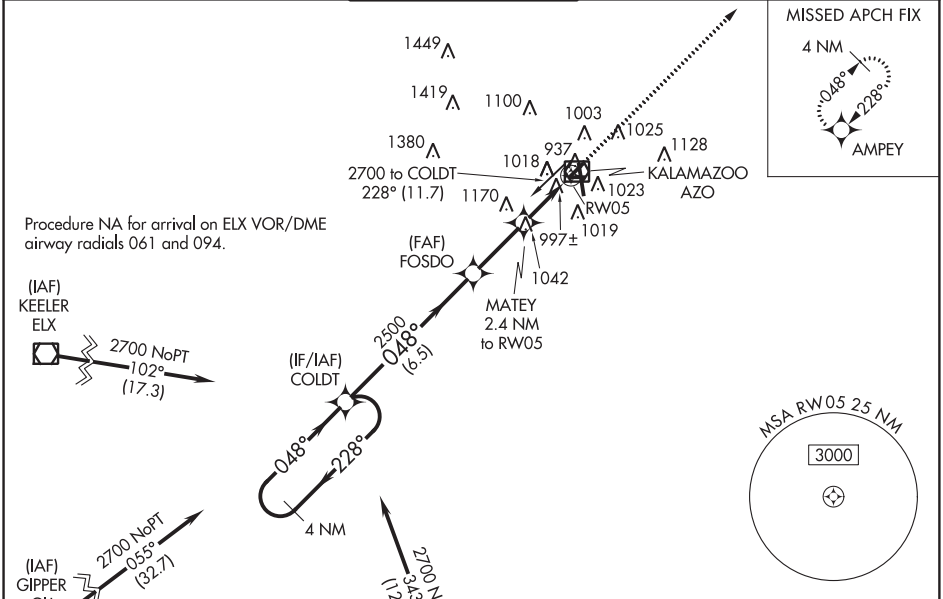 MISSED APCH FIX
4 NM
048°
228°
AMPEY
1449
1419
1100
1003
1025
1380
937
1128
1018
2700 to COLDT
228° (11.7)
KALAMAZOO
AZO
1023
1170
RW05
1019
997±
1042
Procedure NA for arrival on ELX VOR/DME
airway radials 061 and 094.
(FAF)
FOSDO
MATEY
2.4 NM
to RW05
(IAF)
KEELER
ELX
2700 NoPT
102°
(17.3)
2500
048°
(6.5)
(IF/IAF)
COLDT
048°
228°
4 NM
MSA RW05 25 NM
3000
2700 NoPT
055°
(32.7)
(IAF)
GIPPER
2700